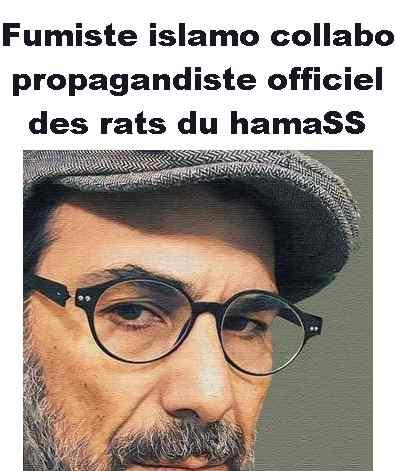 Fumiste islamo collabo
propagandiste officiel
des rats du hamaSS